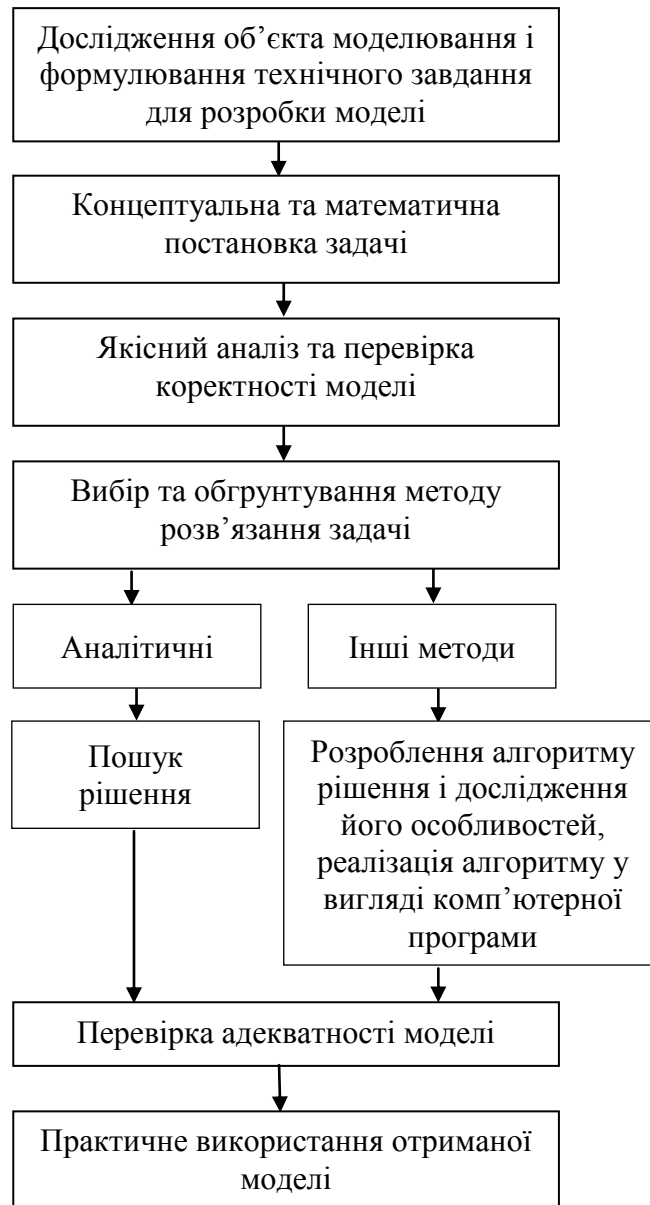 Дослідження об’єкта моделювання і
формулювання технічного завдання
для розробки моделі
Концептуальна та математична
постановка задачі
Якісний аналіз та перевірка
коректності моделі
Вибір та обгрунтування методу
розв’язання задачі
Аналітичні
Інші методи
Пошук
рішення
Розроблення алгоритму
рішення і дослідження
його особливостей,
реалізація алгоритму у
вигляді комп’ютерної
програми
Перевірка адекватності моделі
Практичне використання отриманої
моделі